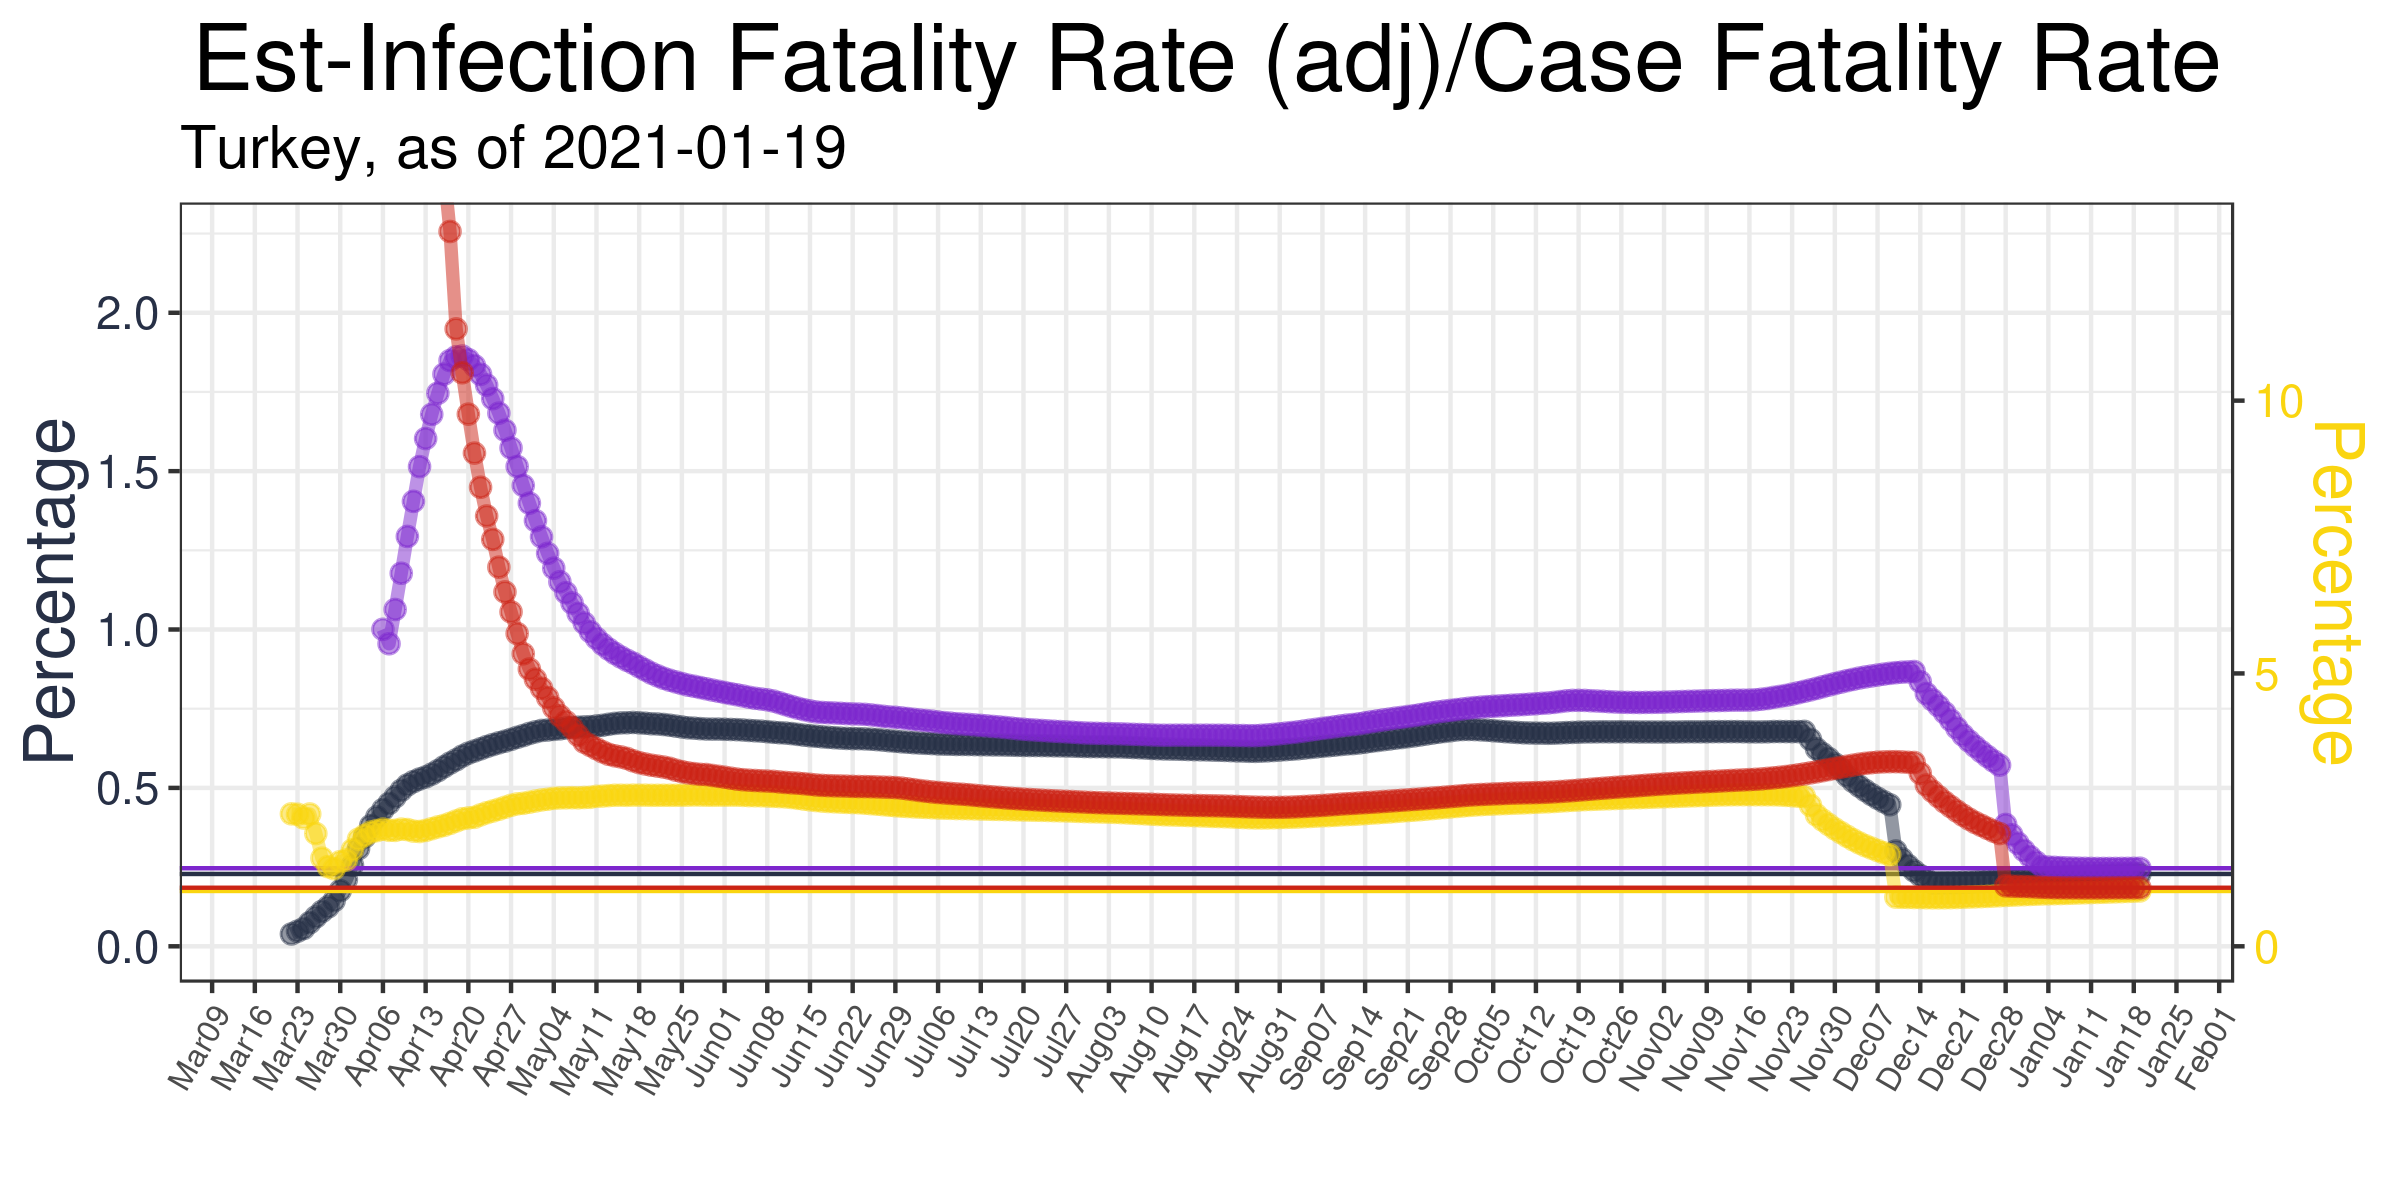 Est-Infection Fatality Rate (adj)/Case Fatality Rate
Turkey, as of 2021-01-19
Percentage
2.0
1.5
1.0
0.5
0.0
10
5
0
Percentage
Mar09 Mar16 Mar23 Mar30 Apr06 Apr13 Apr20 Apr27 May04 May11 May18 May25 Jun01 Jun08 Jun15 Jun22 Jun29 Jul06 Jul13 Jul20 Jul27 Aug03 Aug10 Aug17 Aug24 Aug31 Sep07 Sep14 Sep21 Sep28 Oct05 Oct12 Oct19 Oct26 Nov02 Nov09 Nov16 Nov23 Nov30 Dec07 Dec14 Dec21 Dec28 Jan04 Jan11 Jan18 Jan25 Feb01